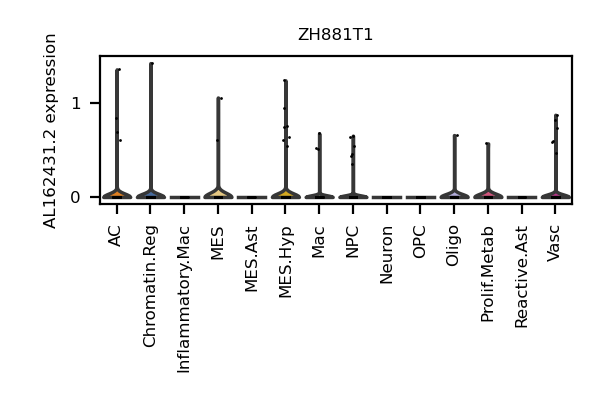 ZH881T1
AL162431.2 expression
1
0
AC
Chromatin.Reg
Inflammatory.Mac
MES
MES.Ast
MES.Hyp
Mac
NPC
Neuron
OPC
Oligo
Prolif.Metab
Reactive.Ast
Vasc